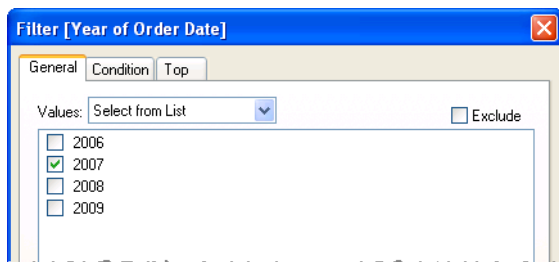 Filter [Year of Order Date]
General Condition Top
Values: Select from List Exclude
2006
2007
2008
2009